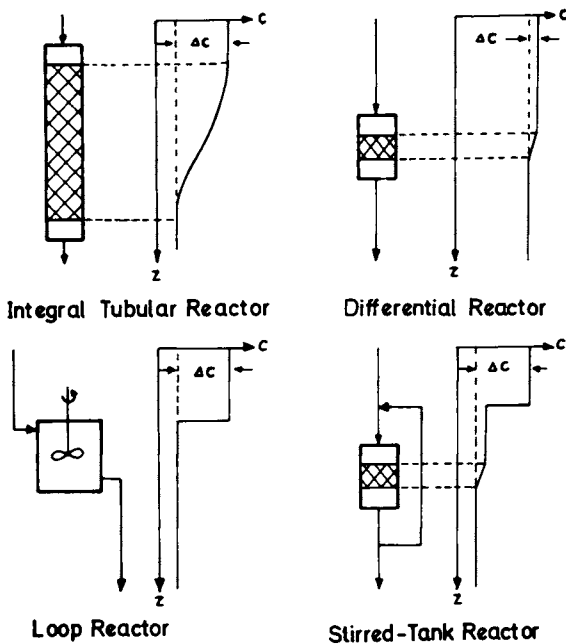 C
ΔC
z
Integral Tubular Reactor
C
ΔC
z
Differential Reactor
C
ΔC
z
Loop Reactor
C
ΔC
z
Stirred-Tank Reactor